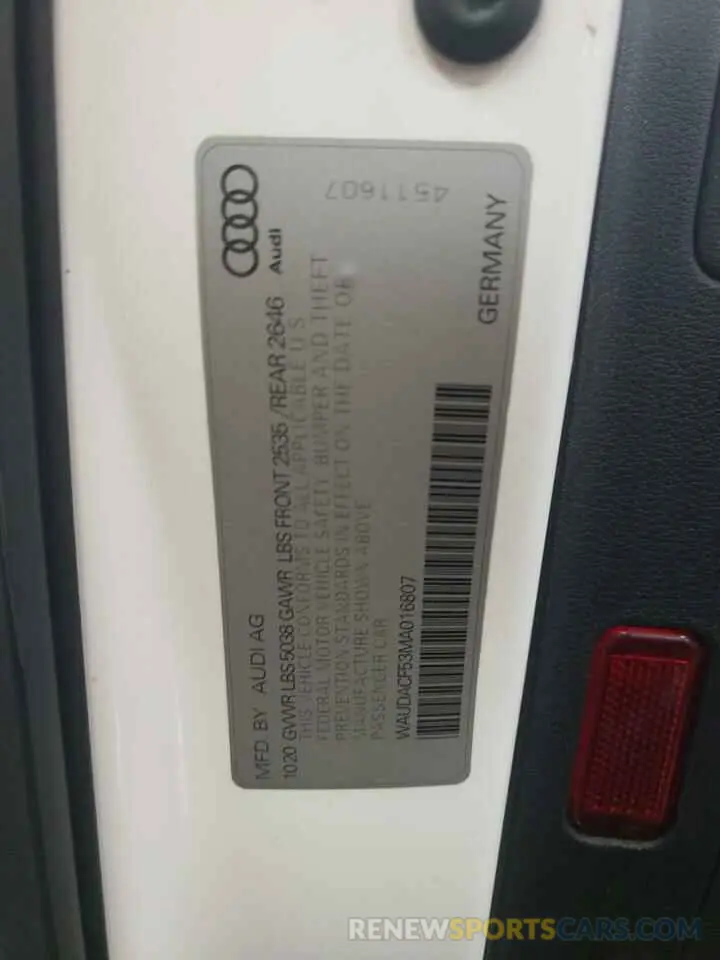 Audi
4511607
MFD. BY AUDI AG
1020 GVWR LBS 5038 GAWR LBS FRONT 2535 /REAR 2646
THIS VEHICLE CONFORMS TO ALL APPLICABLE U S
FEDERAL MOTOR VEHICLE SAFETY, BUMPER AND THEFT
PREVENTION STANDARDS IN EFFECT ON THE DATE OF
MANUFACTURE SHOWN ABOVE
PASSENGER CAR
WAUDACF53MA016807
GERMANY
RENEWSPORTSCARS.COM